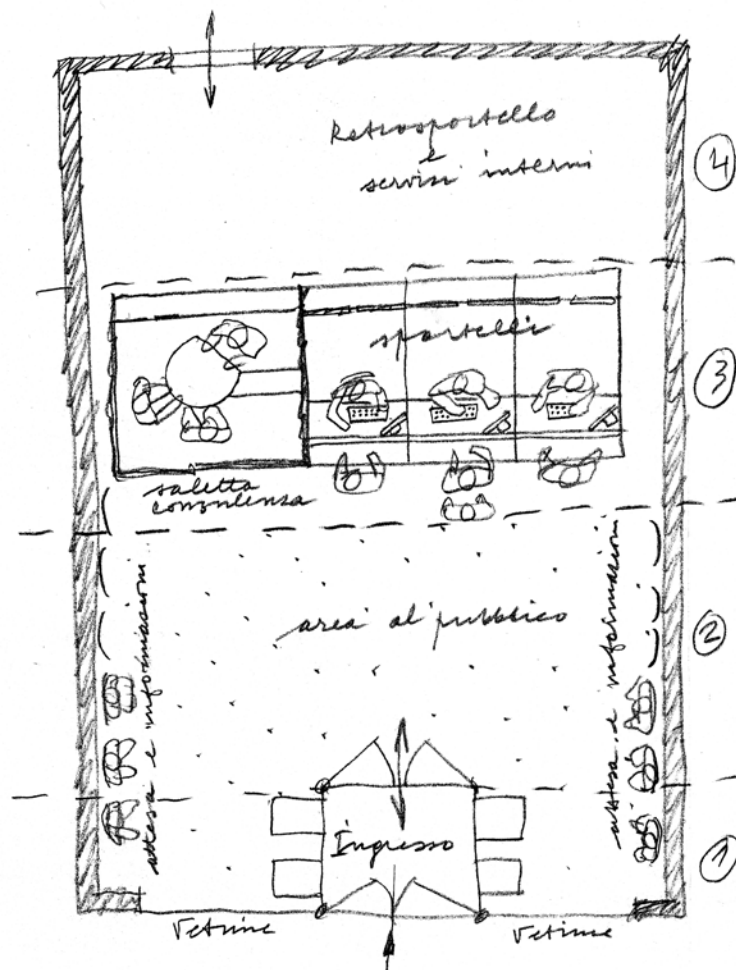 Retrosportello
e
servizi interni
4
sportelli
3
saletta
consulenza
attesa e informazioni
area al pubblico
attesa e informazioni
2
Ingresso
1
Vetrine
Vetrine